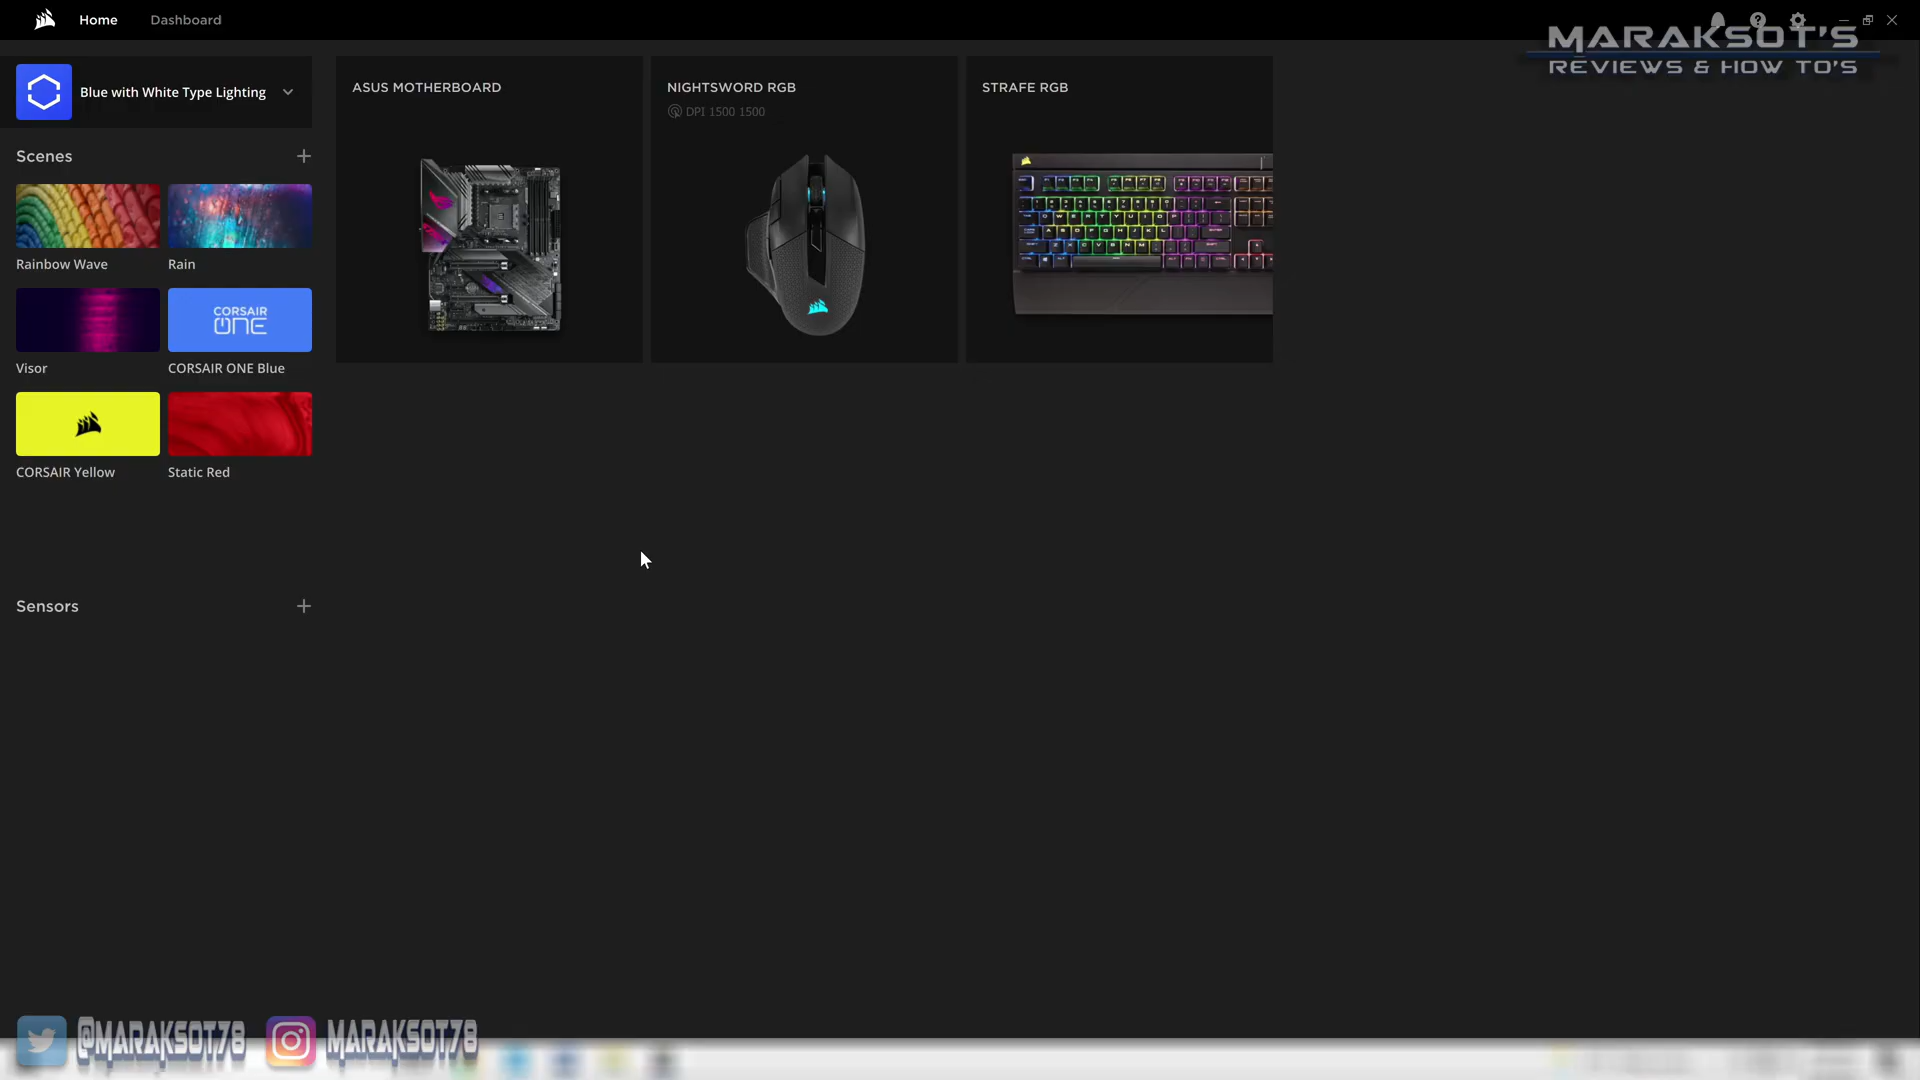 Home
Dashboard
MARAKSOT'S
REVIEWS & HOW TO'S
Blue with White Type Lighting
Scenes
Rainbow Wave
Rain
Visor
CORSAIR
ONE
CORSAIR ONE Blue
CORSAIR Yellow
Static Red
Sensors
ASUS MOTHERBOARD
NIGHTSWORD RGB
DPI 1500 1500
STRAFE RGB
@MARAKSOT78
MARAKSOT78